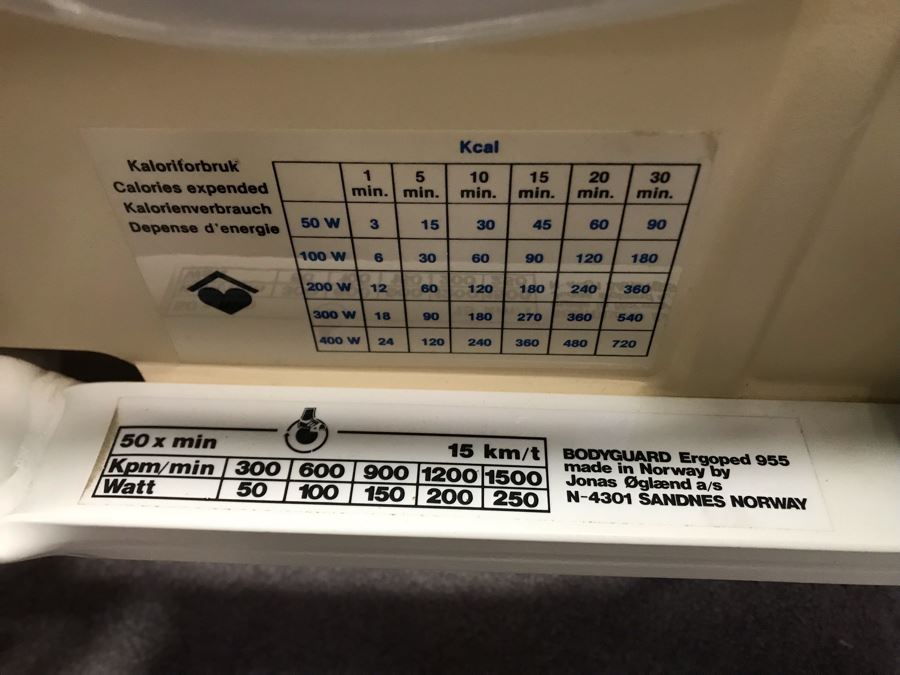 Kcal
Kaloriforbruk
Calories expended
Kalorienverbrauch
Depense d'energie
1 min. 5 min. 10 min. 15 min. 20 min. 30 min.
50 W 3 15 30 45 60 90
100 W 6 30 60 90 120 180
200 W 12 60 120 180 240 360
300 W 18 90 180 270 360 540
400 W 24 120 240 360 480 720
50 x min 15 km/t
Kpm/min 300 600 900 1200 1500
Watt 50 100 150 200 250
BODYGUARD Ergoped 955
made in Norway by
Jonas Øglænd a/s
N-4301 SANDNES NORWAY